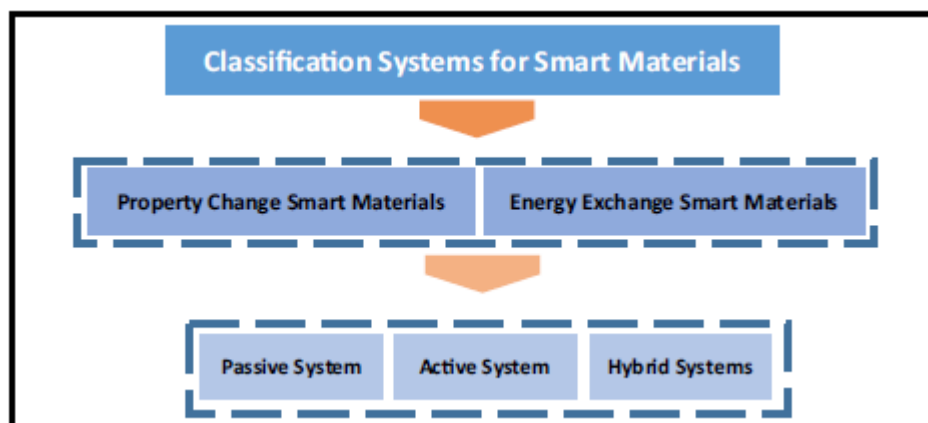 Classification Systems for Smart Materials
Property Change Smart Materials
Energy Exchange Smart Materials
Passive System
Active System
Hybrid Systems